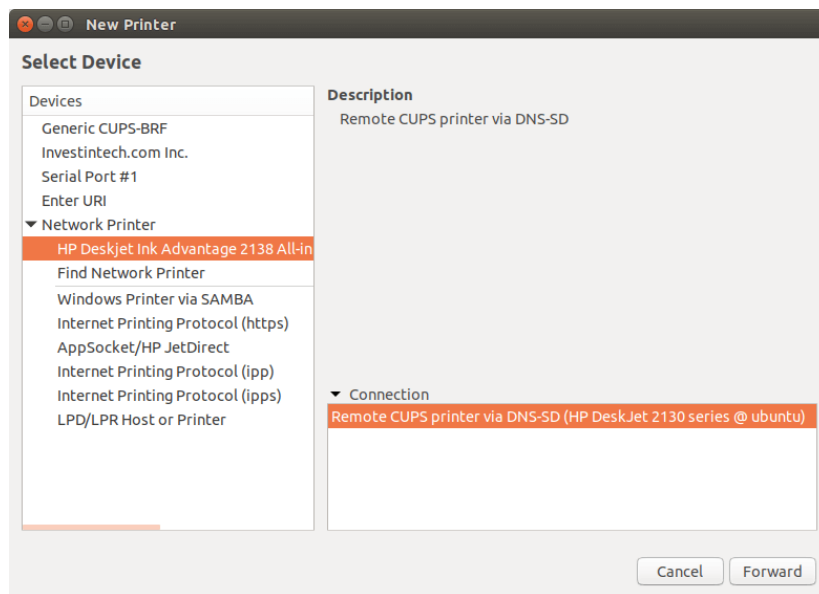 New Printer
Select Device
Devices
Generic CUPS-BRF
Investintech.com Inc.
Serial Port #1
Enter URI
Network Printer
HP Deskjet Ink Advantage 2138 All-in
Find Network Printer
Windows Printer via SAMBA
Internet Printing Protocol (https)
AppSocket/HP JetDirect
Internet Printing Protocol (ipp)
Internet Printing Protocol (ipps)
LPD/LPR Host or Printer
Description
Remote CUPS printer via DNS-SD
Connection
Remote CUPS printer via DNS-SD (HP DeskJet 2130 series @ ubuntu)
Cancel
Forward